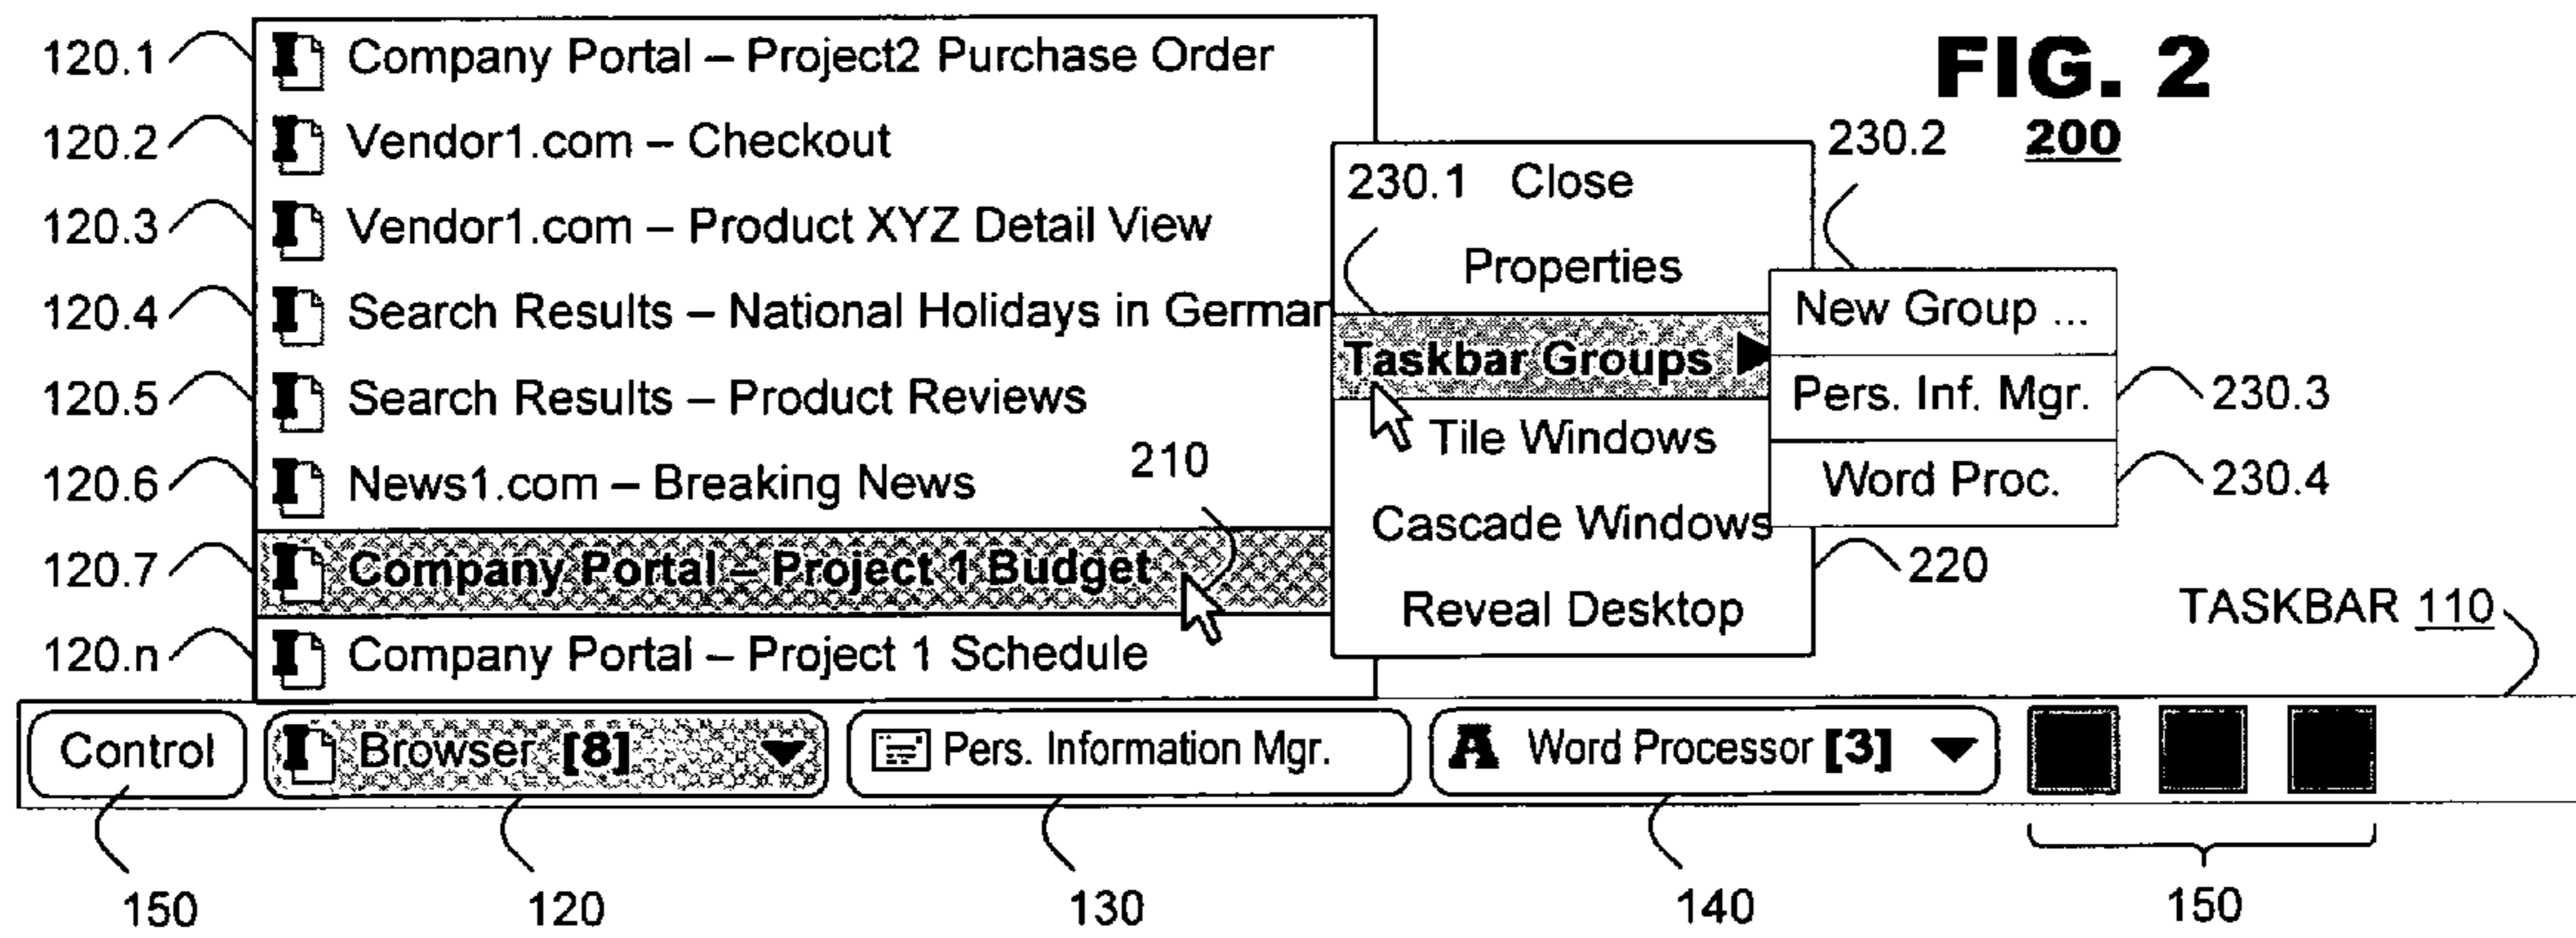 FIG. 2
200
120.1 Company Portal – Project2 Purchase Order
120.2 Vendor1.com – Checkout
120.3 Vendor1.com – Product XYZ Detail View
120.4 Search Results – National Holidays in German
120.5 Search Results – Product Reviews
120.6 News1.com – Breaking News
210
120.7 Company Portal – Project 1 Budget
120.n Company Portal – Project 1 Schedule
230.1 Close
Properties
Taskbar Groups
Tile Windows
Cascade Windows
Reveal Desktop
220
230.2
New Group ...
Pers. Inf. Mgr. 230.3
Word Proc. 230.4
TASKBAR 110
Control Browser [8] Pers. Information Mgr. A Word Processor [3]
150 120 130 140 150